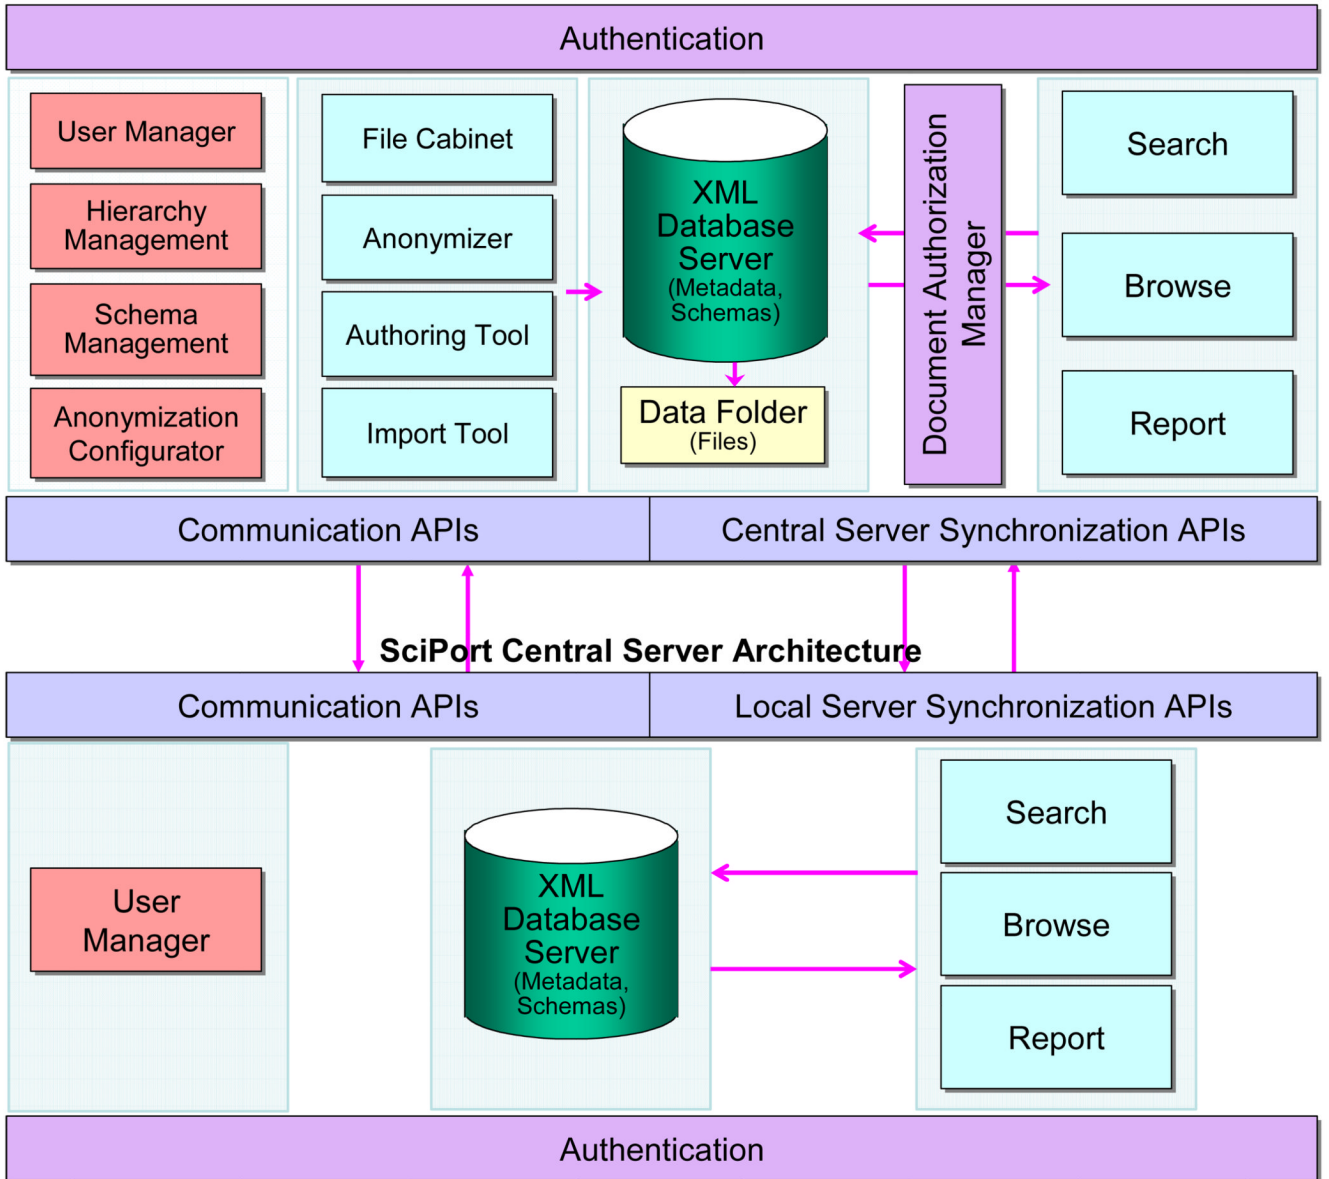 Authentication
User Manager
Hierarchy
Management
Schema
Management
Anonymization
Configurator
File Cabinet
Anonymizer
Authoring Tool
Import Tool
XML
Database
Server
(Metadata,
Schemas)
Data Folder
(Files)
Document Authorization
Manager
Search
Browse
Report
Communication APIs
Central Server Synchronization APIs
SciPort Central Server Architecture
Communication APIs
Local Server Synchronization APIs
User
Manager
XML
Database
Server
(Metadata,
Schemas)
Search
Browse
Report
Authentication